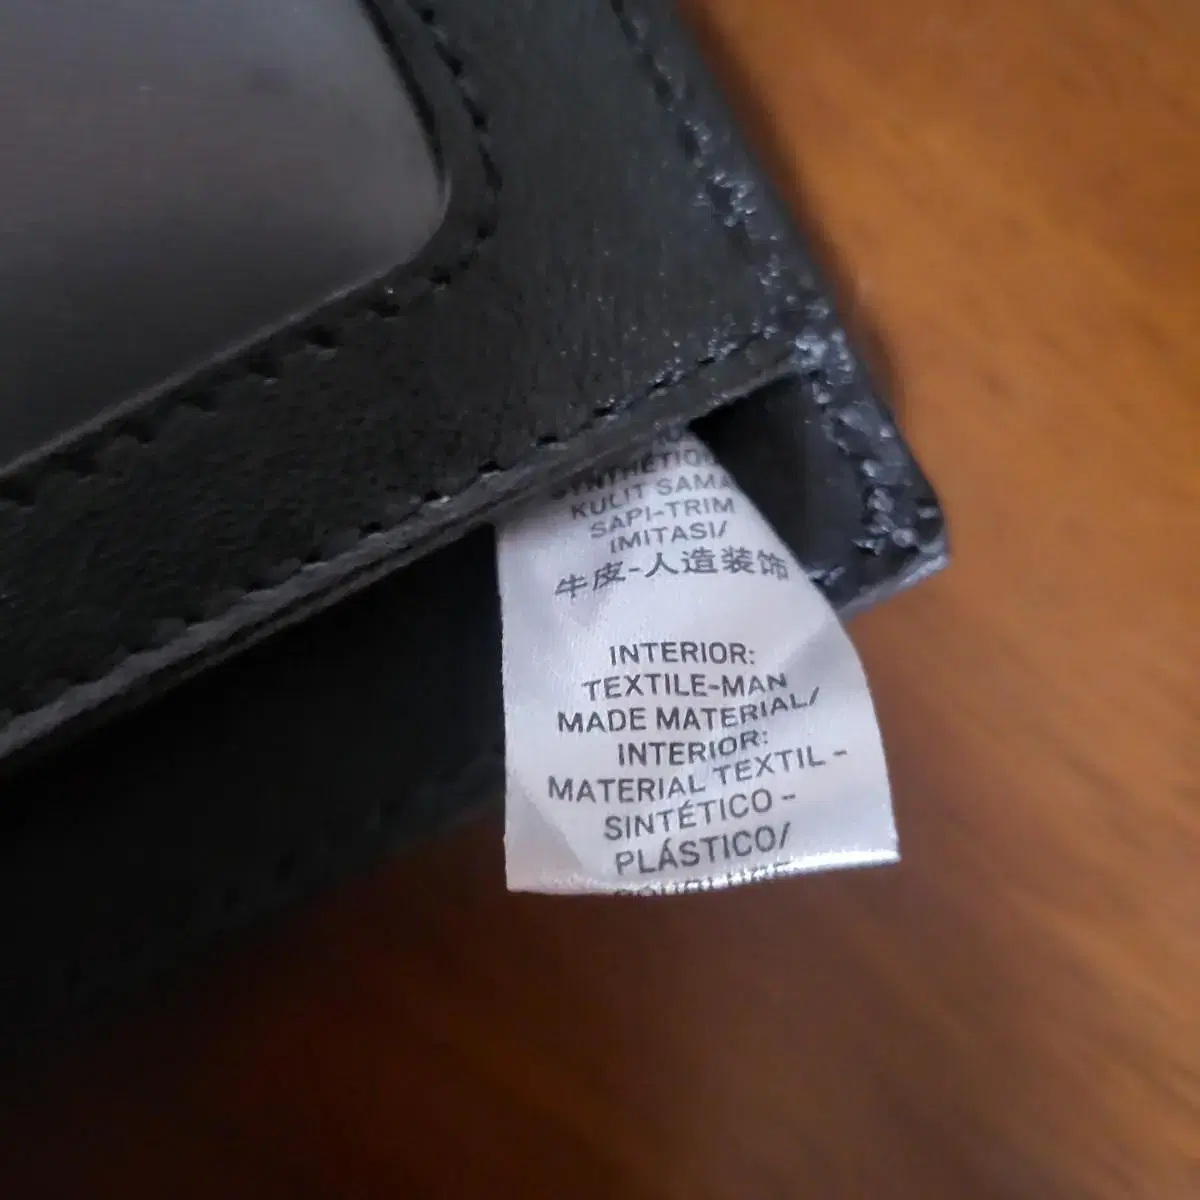 SYNTHÉTIQUE
KULIT SAMA
SAPI-TRIM
IMITASI/
牛皮-人造装饰
INTERIOR:
TEXTILE-MAN
MADE MATERIAL/
INTERIOR:
MATERIAL TEXTIL -
SINTÉTICO -
PLÁSTICO/